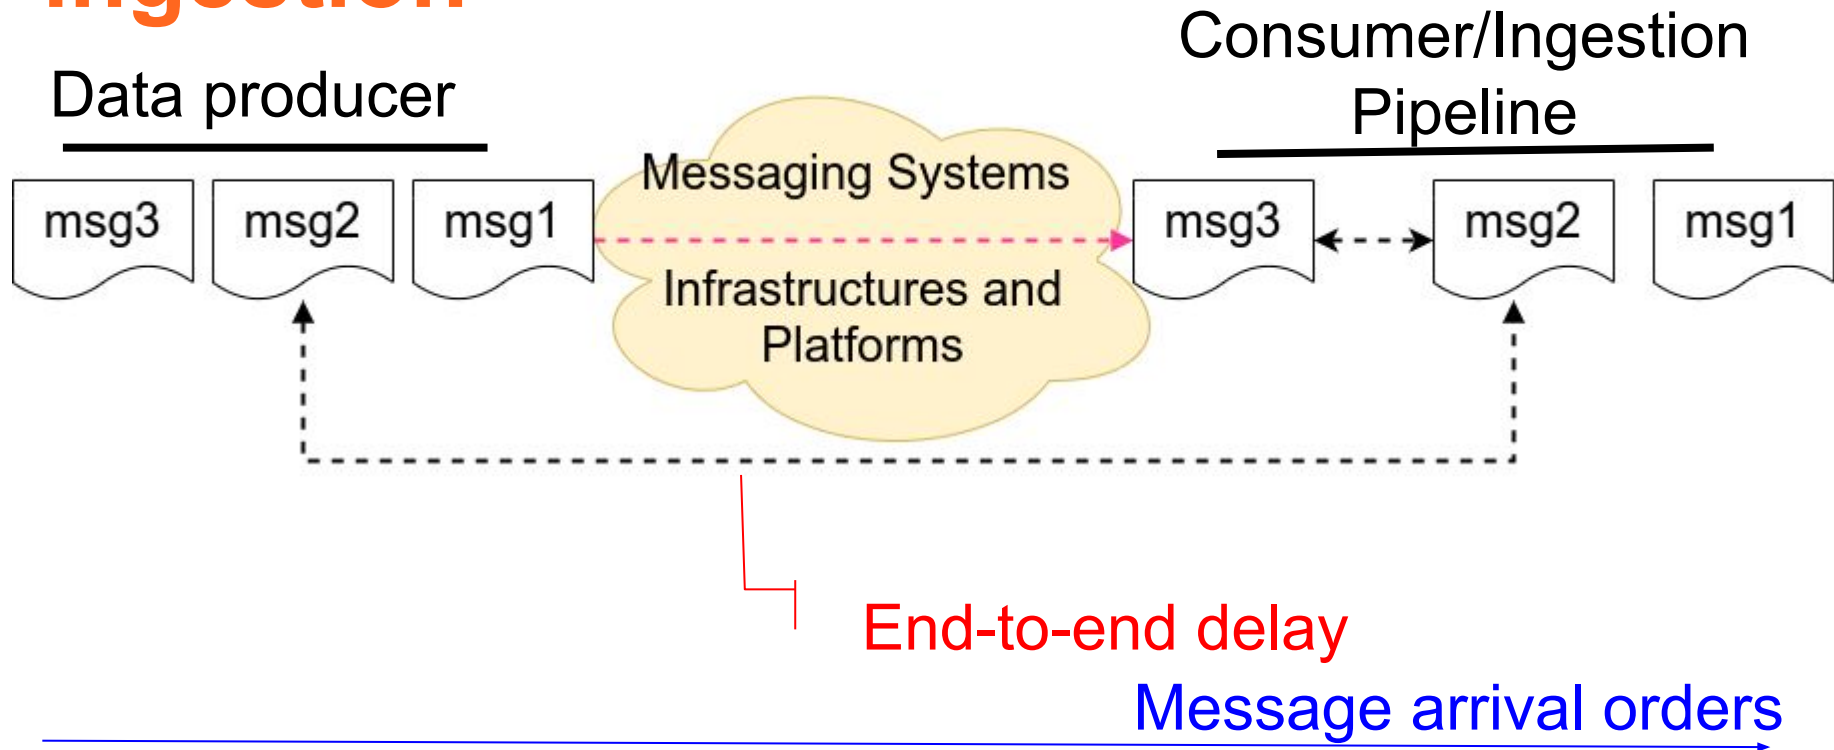 Ingestion
Data producer
Consumer/Ingestion
Pipeline
msg3 msg2 msg1
Messaging Systems
Infrastructures and
Platforms
msg3 msg2 msg1
End-to-end delay
Message arrival orders